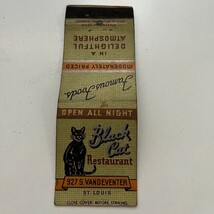 IN A
DELIGHTFUL
ATMOSPHERE
MODERATELY PRICED
Famous Foods
OPEN ALL NIGHT
Black
Cat
Restaurant
927 S. VANDEVENTER
ST. LOUIS
CLOSE COVER BEFORE STRIKING